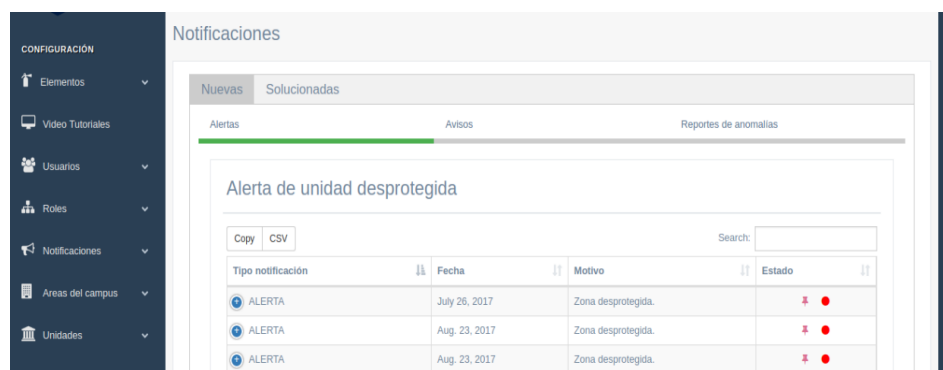 Notificaciones
CONFIGURACIÓN
Elementos
Video Tutoriales
Usuarios
Roles
Notificaciones
Areas del campus
Unidades
Nuevas Solucionadas
Alertas Avisos Reportes de anomalías
Alerta de unidad desprotegida
Copy CSV Search:
Tipo notificación Fecha Motivo Estado
ALERTA July 26, 2017 Zona desprotegida.
ALERTA Aug. 23, 2017 Zona desprotegida.
ALERTA Aug. 23, 2017 Zona desprotegida.